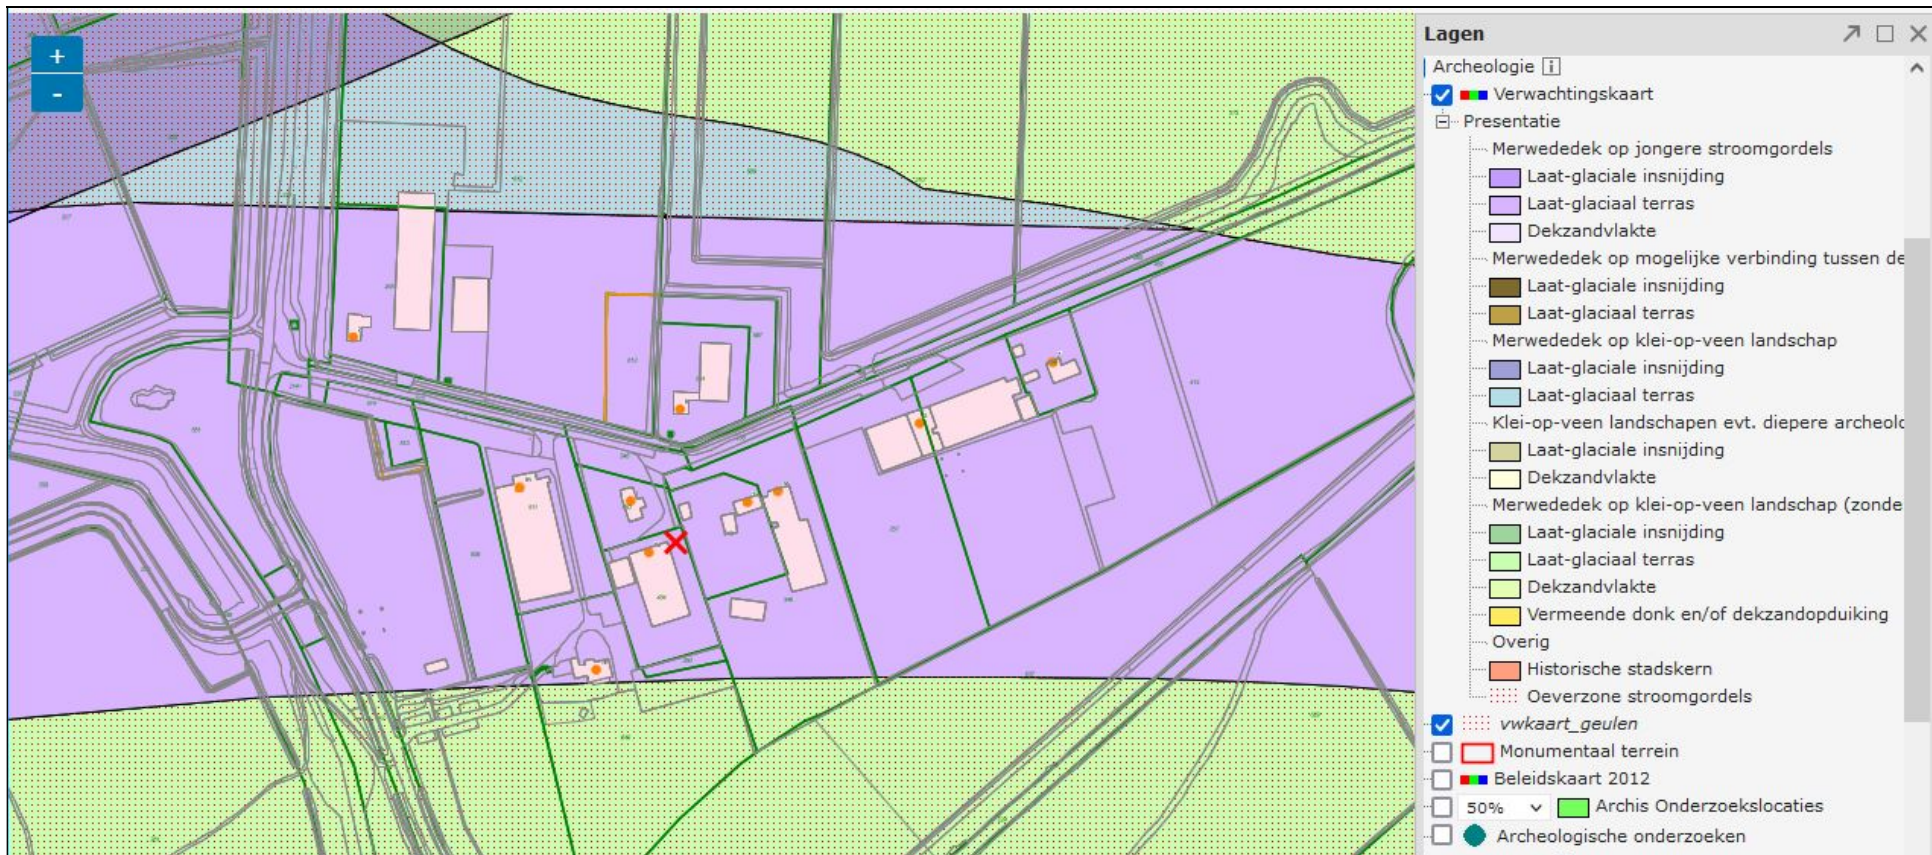 +
-
Lagen
Archeologie i
Verwachtingskaart
Presentatie
Merwededek op jongere stroomgordels
Laat-glaciale insnijding
Laat-glaciaal terras
Dekzandvlakte
Merwededek op mogelijke verbinding tussen de
Laat-glaciale insnijding
Laat-glaciaal terras
Merwededek op klei-op-veen landschap
Laat-glaciale insnijding
Laat-glaciaal terras
Klei-op-veen landschappen evt. diepere archeolo
Laat-glaciale insnijding
Dekzandvlakte
Merwededek op klei-op-veen landschap (zonde
Laat-glaciale insnijding
Laat-glaciaal terras
Dekzandvlakte
Vermeende donk en/of dekzandopduiking
Overig
Historische stadskern
Oeverzone stroomgordels
vwkaart_geulen
Monumentaal terrein
Beleidskaart 2012
50% Archis Onderzoekslocaties
Archeologische onderzoeken